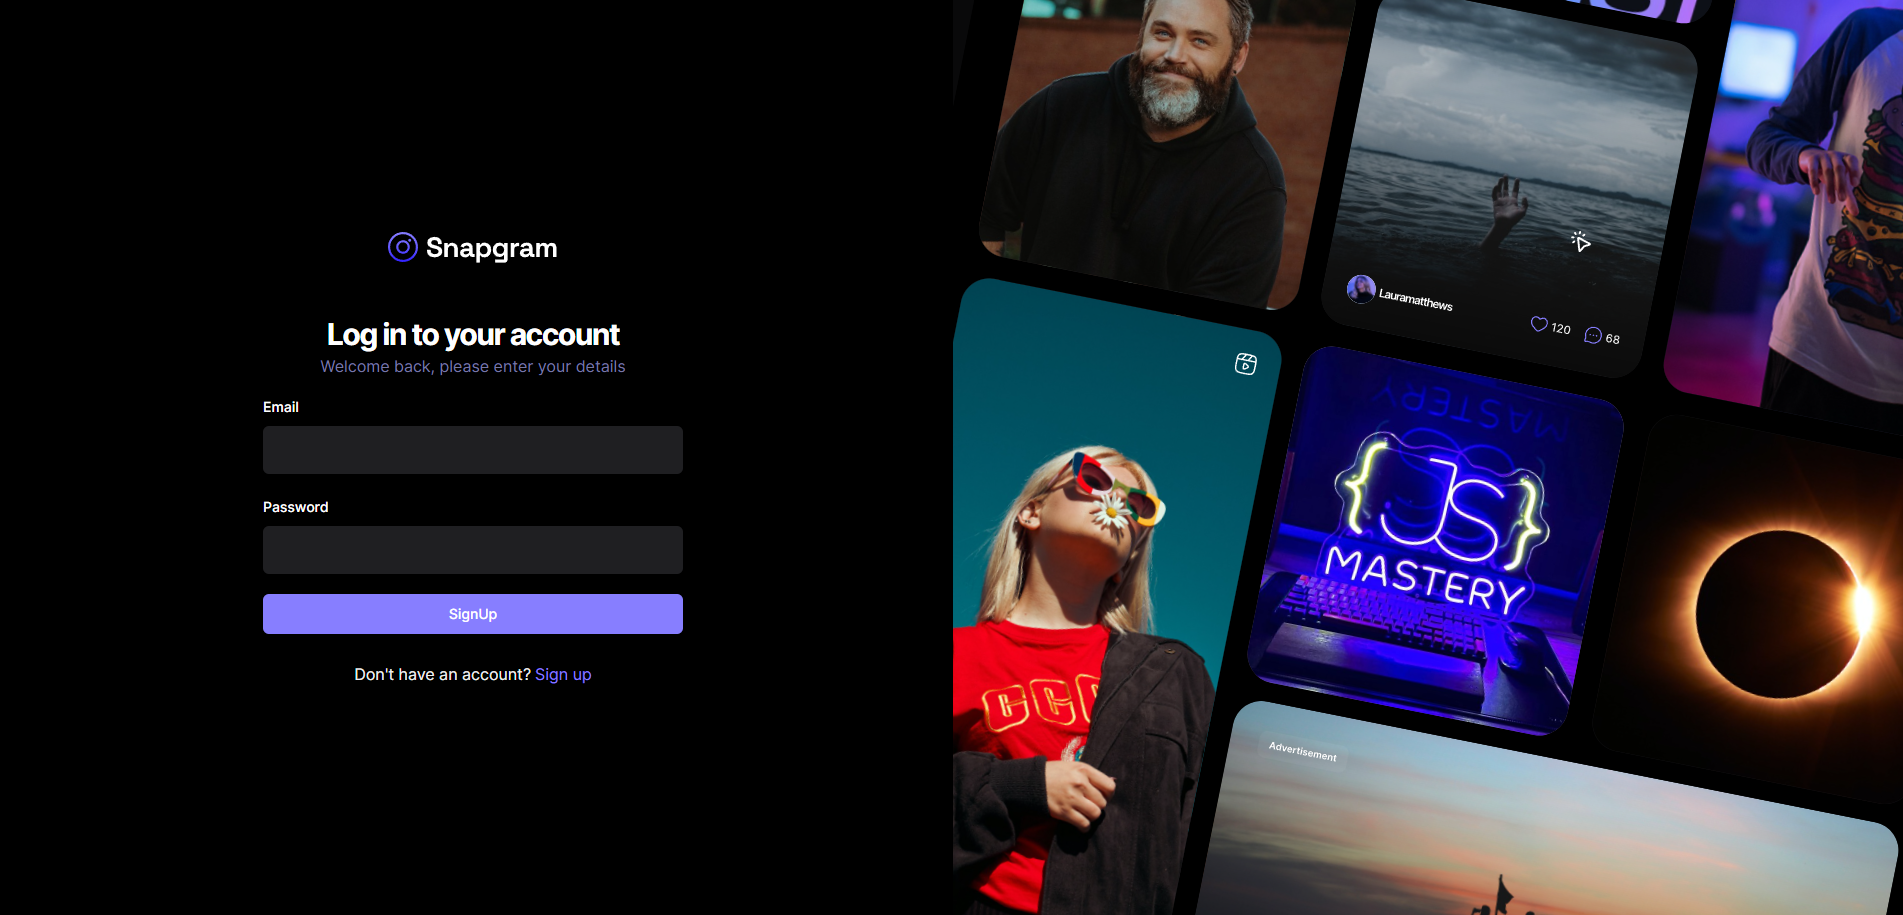 Snapgram
Log in to your account
Welcome back, please enter your details
Email
Password
SignUp
Don't have an account? Sign up
Lauramatthews
120
68
MASTERY
{JS}
MASTERY
CCC
Advertisement